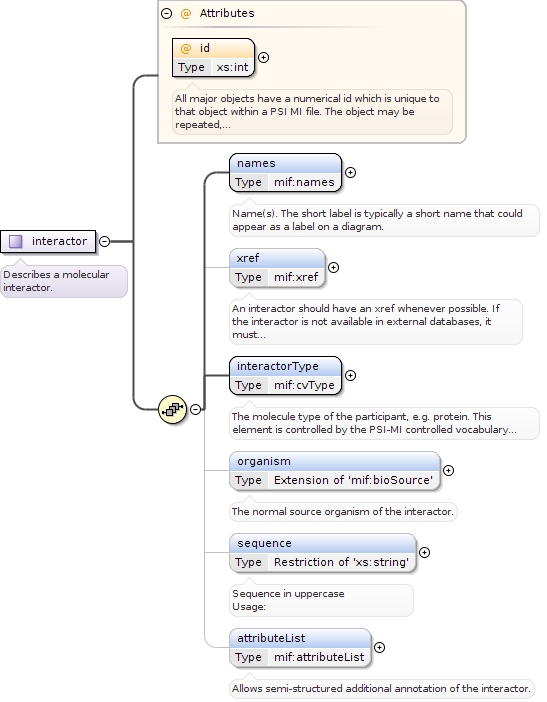 Attributes
@ id
Type xs:int
All major objects have a numerical id which is unique to
that object within a PSI MI file. The object may be
repeated,...
names
Type mif:names
Name(s). The short label is typically a short name that could
appear as a label on a diagram.
interactor
Describes a molecular
interactor.
xref
Type mif:xref
An interactor should have an xref whenever possible. If
the interactor is not available in external databases, it
must...
interactorType
Type mif:cvType
The molecule type of the participant, e.g. protein. This
element is controlled by the PSI-MI controlled vocabulary...
organism
Type Extension of 'mif:bioSource'
The normal source organism of the interactor.
sequence
Type Restriction of 'xs:string'
Sequence in uppercase
Usage:
attributeList
Type mif:attributeList
Allows semi-structured additional annotation of the interactor.